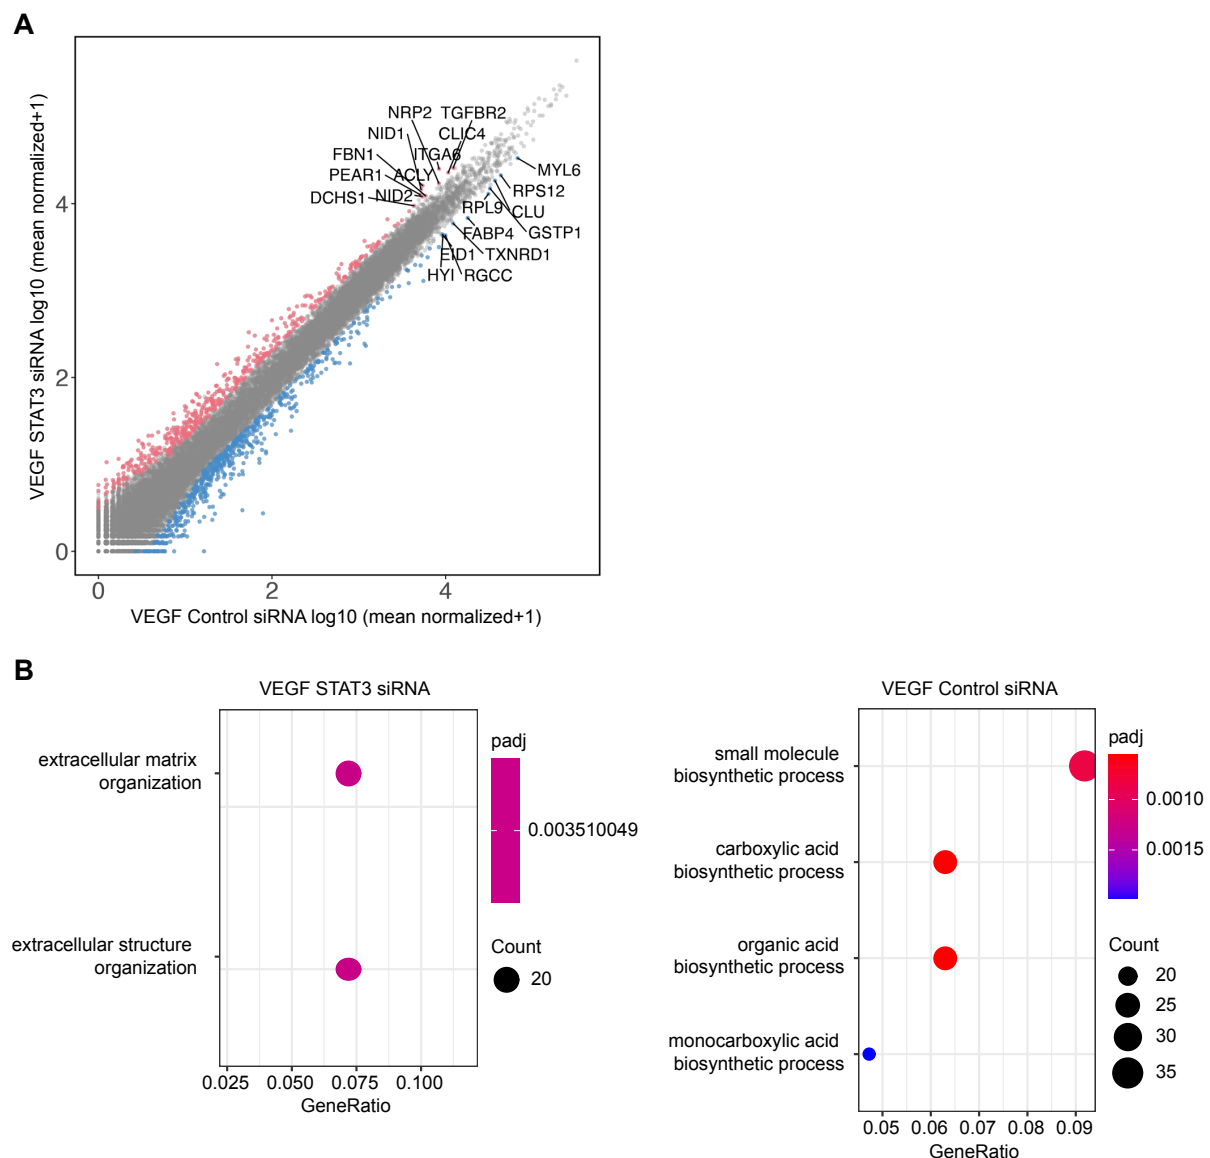 A
VEGF STAT3 siRNA log10 (mean normalized+1)
4
2
0
0
2
4
VEGF Control siRNA log10 (mean normalized+1)
NRP2
TGFBR2
NID1
CLIC4
FBN1
ITGA6
PEAR1
ACLY
DCHS1
NID2
MYL6
RPS12
RPL9
CLU
FABP4
GSTP1
EID1
TXNRD1
HYI
RGCC
B
VEGF STAT3 siRNA
extracellular matrix
organization
extracellular structure
organization
0.025
0.050
0.075
0.100
GeneRatio
padj
0.003510049
Count
20
VEGF Control siRNA
small molecule
biosynthetic process
carboxylic acid
biosynthetic process
organic acid
biosynthetic process
monocarboxylic acid
biosynthetic process
0.05
0.06
0.07
0.08
0.09
GeneRatio
padj
0.0010
0.0015
Count
20
25
30
35